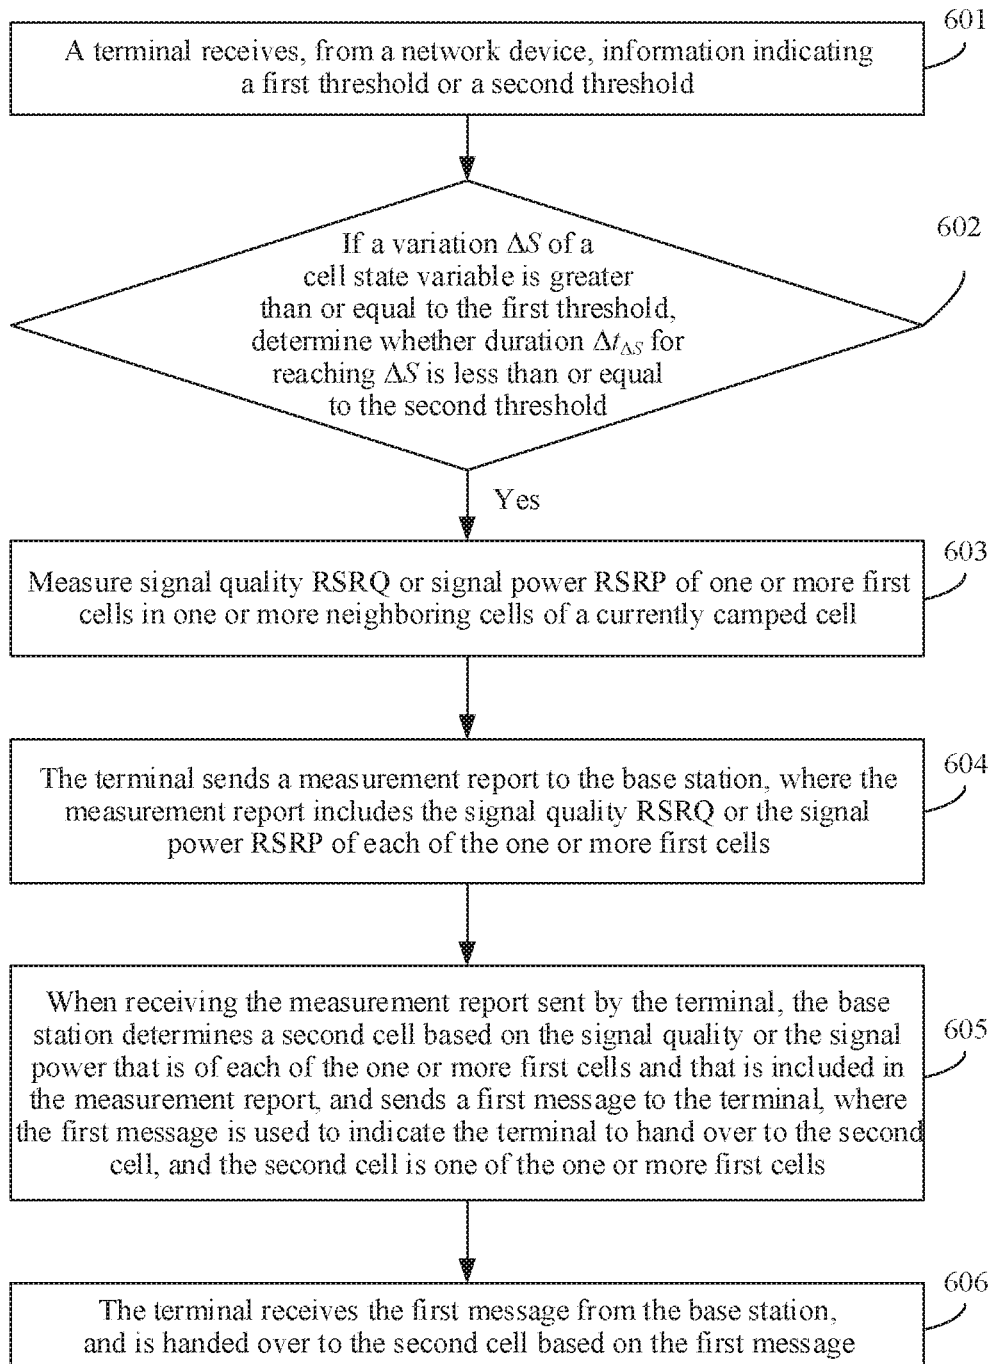 601
A terminal receives, from a network device, information indicating
a first threshold or a second threshold
602
If a variation ΔS of a
cell state variable is greater
than or equal to the first threshold,
determine whether duration Δt_ΔS for
reaching ΔS is less than or equal
to the second threshold
Yes
603
Measure signal quality RSRQ or signal power RSRP of one or more first
cells in one or more neighboring cells of a currently camped cell
604
The terminal sends a measurement report to the base station, where the
measurement report includes the signal quality RSRQ or the signal
power RSRP of each of the one or more first cells
605
When receiving the measurement report sent by the terminal, the base
station determines a second cell based on the signal quality or the signal
power that is of each of the one or more first cells and that is included in
the measurement report, and sends a first message to the terminal, where
the first message is used to indicate the terminal to hand over to the second
cell, and the second cell is one of the one or more first cells
606
The terminal receives the first message from the base station,
and is handed over to the second cell based on the first message